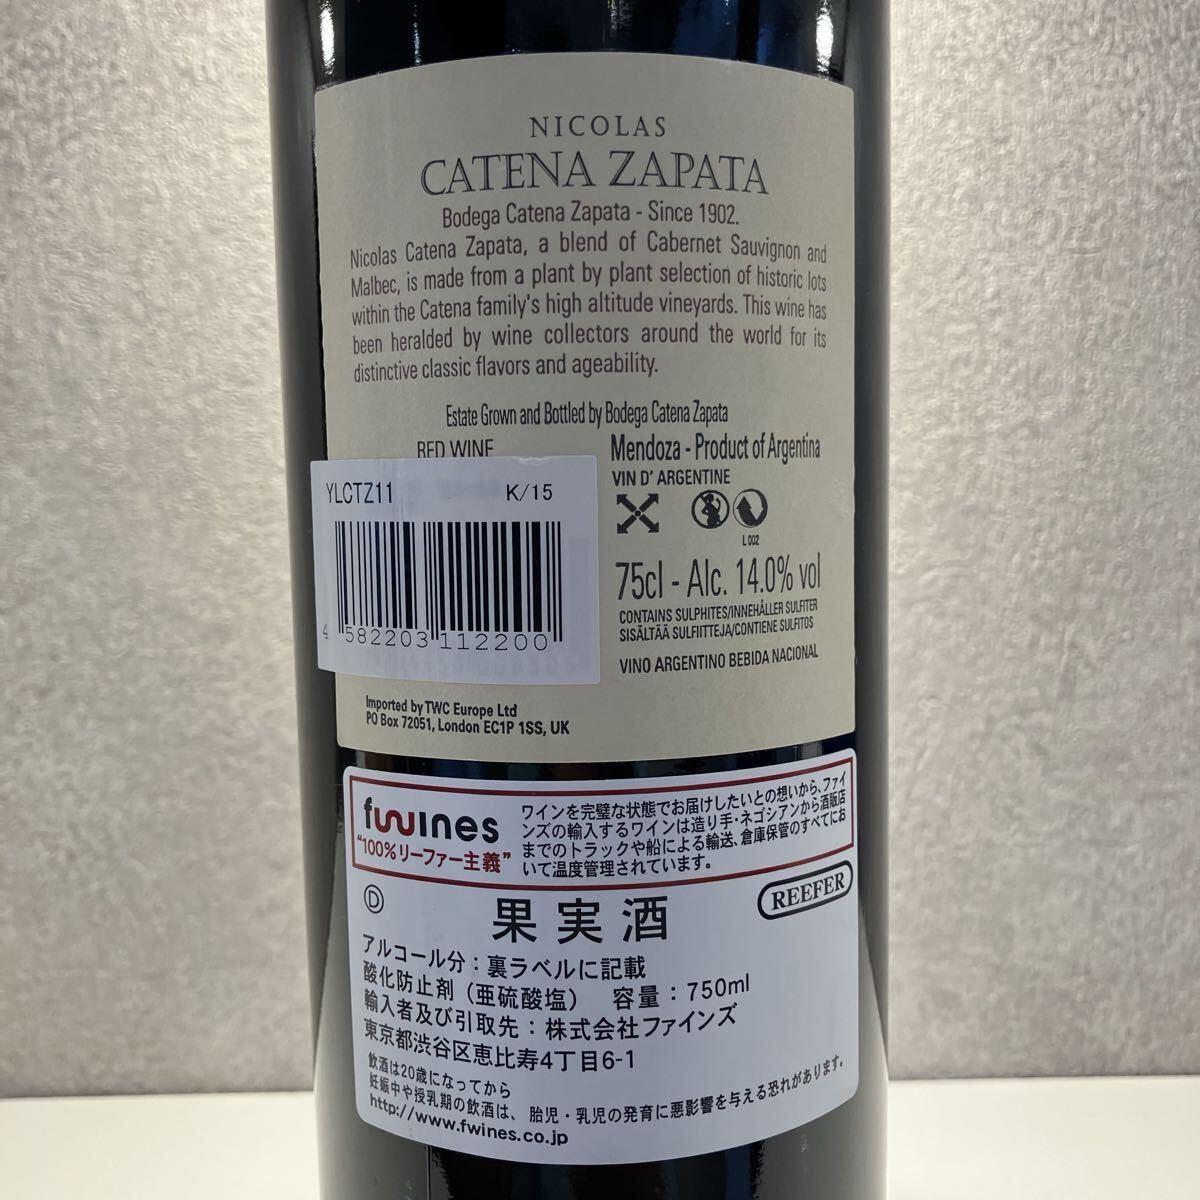 NICOLAS
CATENA ZAPATA
Bodega Catena Zapata - Since 1902.
Nicolas Catena Zapata, a blend of Cabernet Sauvignon and
Malbec, is made from a plant by plant selection of historic lots
within the Catena family's high altitude vineyards. This wine has
been heralded by wine collectors around the world for its
distinctive classic flavors and ageability.
Estate Grown and Bottled by Bodega Catena Zapata
RED WINE
Mendoza - Product of Argentina
VIN D' ARGENTINE
L 002
75cl - Alc. 14.0% vol
CONTAINS SULPHITES/INNEHÅLLER SULFITER
SISÄLTÄÄ SULFIITTEJA/CONTIENE SULFITOS
VINO ARGENTINO BEBIDA NACIONAL
YLCTZ11 K/15
4 582203 112200
Imported by TWC Europe Ltd
PO Box 72051, London EC1P 1SS, UK
fwines
"100%リーファー主義"
ワインを完璧な状態でお届けしたいとの想いから、ファイ
ンズの輸入するワインは造り手・ネゴシアンから酒販店
までのトラックや船による輸送、倉庫保管のすべてにお
いて温度管理されています。
REEFER
D
果実酒
アルコール分：裏ラベルに記載
酸化防止剤（亜硫酸塩） 容量：750ml
輸入者及び引取先：株式会社ファインズ
東京都渋谷区恵比寿4丁目6-1
飲酒は20歳になってから
妊娠中や授乳期の飲酒は、胎児・乳児の発育に悪影響を与える恐れがあります。
http://www.fwines.co.jp